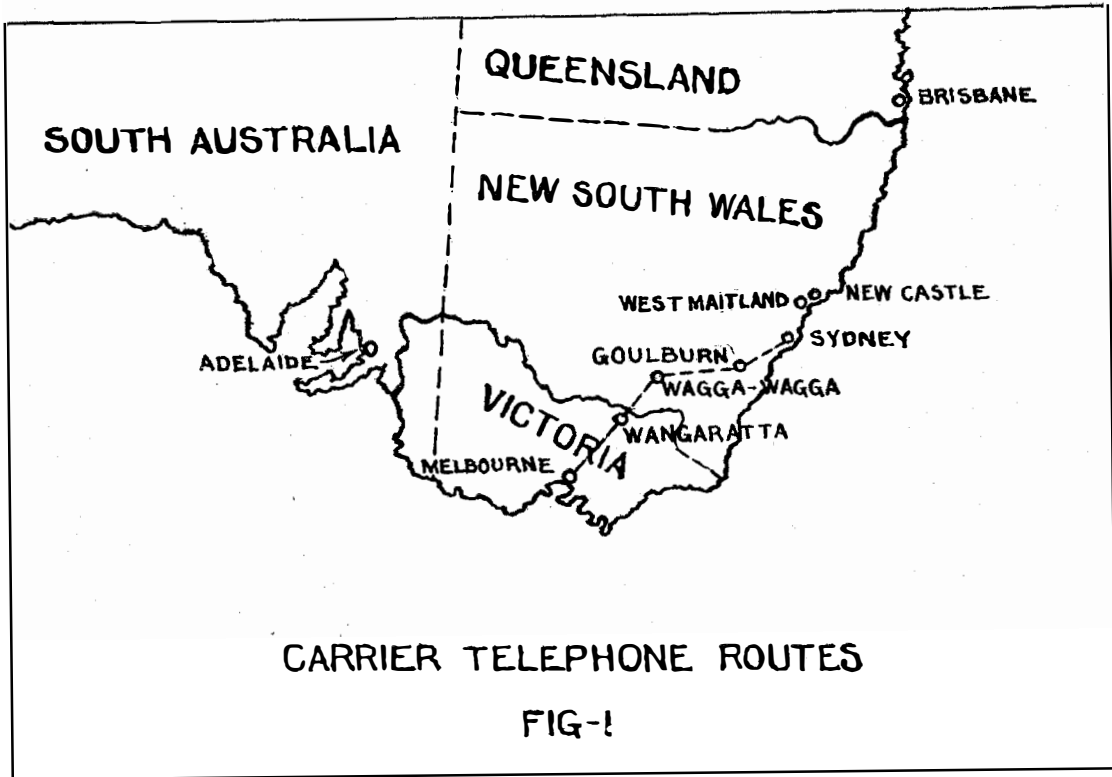 QUEENSLAND
BRISBANE
SOUTH AUSTRALIA
NEW SOUTH WALES
WEST MAITLAND
NEW CASTLE
SYDNEY
GOULBURN
ADELAIDE
WAGGA-WAGGA
VICTORIA
WANGARATTA
MELBOURNE
CARRIER TELEPHONE ROUTES
FIG-1